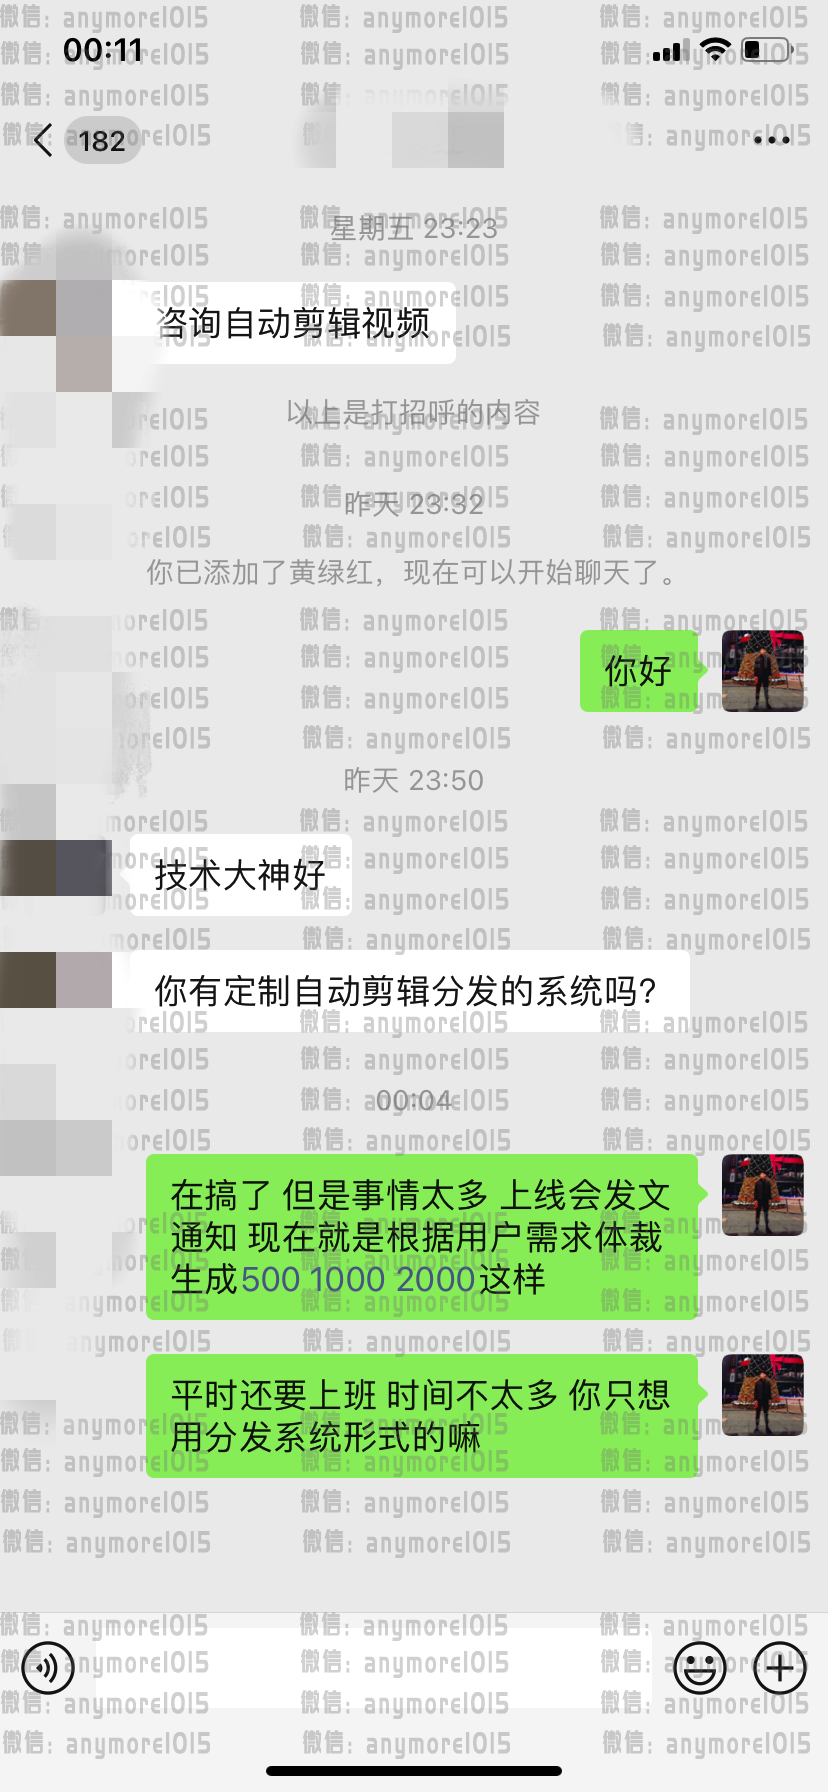 00:11
182
星期五 23:23
咨询自动剪辑视频
以上是打招呼的内容
昨天 23:32
你已添加了黄绿红，现在可以开始聊天了。
你好
昨天 23:50
技术大神好
你有定制自动剪辑分发的系统吗?
00:04
在搞了 但是事情太多 上线会发文
通知 现在就是根据用户需求体裁
生成500 1000 2000这样
平时还要上班 时间不太多 你只想
用分发系统形式的嘛
微信: anymore1015